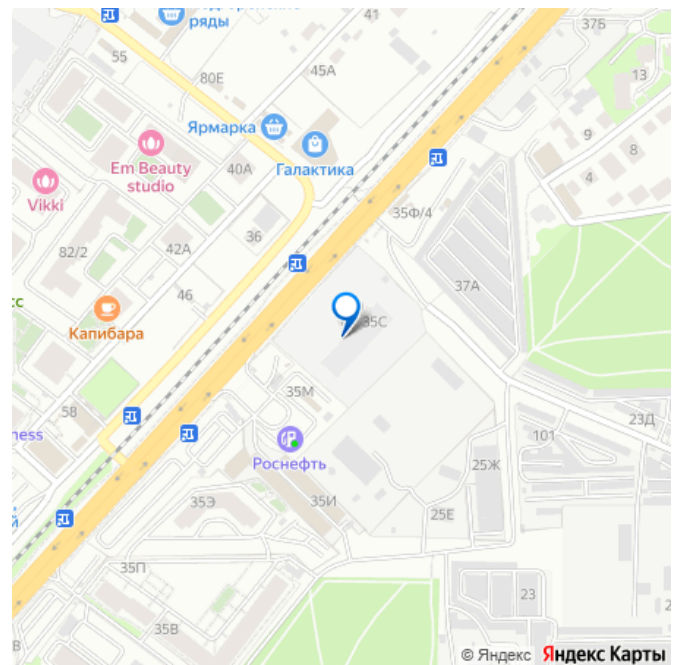 ряды
41
37Б
55
80Е
45А
13
Ярмарка
9
8
Em Beauty
studio
40А
Галактика
4
Vikki
35Ф/4
36
82/2
42А
37А
46
Капибара
35С
35М
58
23Д
101
ness
Роснефть
25Ж
35Э
35И
25Е
35П
23
35В
© Яндекс Яндекс Карты